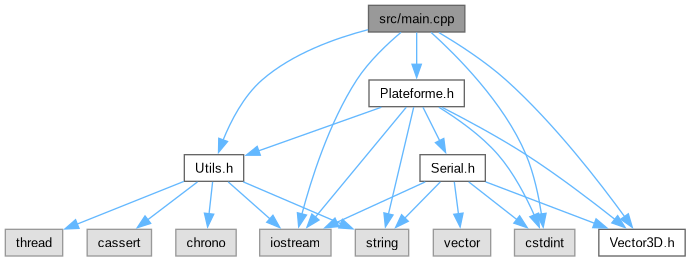 src/main.cpp
Plateforme.h
Utils.h
Serial.h
thread
cassert
chrono
iostream
string
vector
cstdint
Vector3D.h